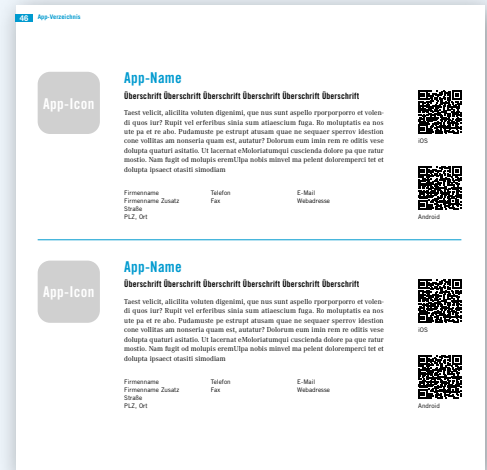 46 App-Verzeichnis
App-Icon
App-Name
Überschrift Überschrift Überschrift Überschrift Überschrift Überschrift
Taest velicit, alicilita voluten digenimi, que nus sunt aspello rporporporro et volen-
di quos iur? Rupit vel erferibus sinia sum atiaescium fuga. Ro moluptatis ea nos
ute pa et re abo. Pudamuste pe estrupt atusam quae ne sequaer sperrov idestion
cone vollitas am nonseria quam est, autatur? Dolorum eum imin rem re oditis vese
dolupta quaturi asitatio. Ut lacernat eMoloriatumqui cuscienda dolore pa que ratur
mostio. Nam fugit od molupis eremUlpa nobis minvel ma pelent doloremperci tet et
dolupta ipsaect otasiti simodiam
Firmenname Telefon E-Mail
Firmenname Zusatz Fax Webadresse
Straße
PLZ, Ort
iOS
Android
App-Icon
App-Name
Überschrift Überschrift Überschrift Überschrift Überschrift Überschrift
Taest velicit, alicilita voluten digenimi, que nus sunt aspello rporporporro et volen-
di quos iur? Rupit vel erferibus sinia sum atiaescium fuga. Ro moluptatis ea nos
ute pa et re abo. Pudamuste pe estrupt atusam quae ne sequaer sperrov idestion
cone vollitas am nonseria quam est, autatur? Dolorum eum imin rem re oditis vese
dolupta quaturi asitatio. Ut lacernat eMoloriatumqui cuscienda dolore pa que ratur
mostio. Nam fugit od molupis eremUlpa nobis minvel ma pelent doloremperci tet et
dolupta ipsaect otasiti simodiam
Firmenname Telefon E-Mail
Firmenname Zusatz Fax Webadresse
Straße
PLZ, Ort
iOS
Android